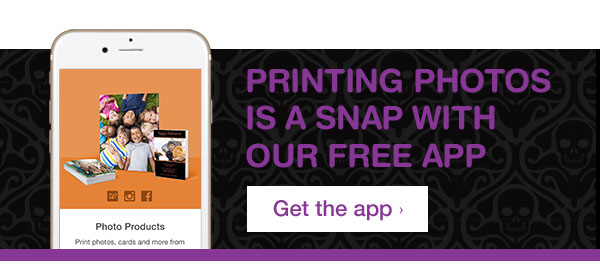 PRINTING PHOTOS
IS A SNAP WITH
OUR FREE APP
Get the app ›
Photo Products
Print photos, cards and more from